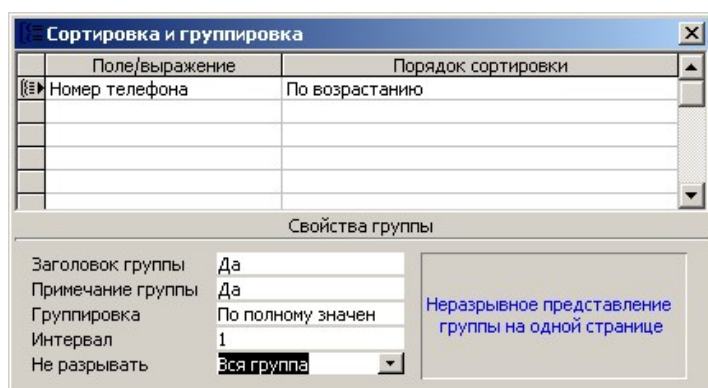 Сортировка и группировка
Поле/выражение Порядок сортировки
Номер телефона По возрастанию
Свойства группы
Заголовок группы Да
Примечание группы Да
Группировка По полному значен
Интервал 1
Не разрывать Вся группа
Неразрывное представление
группы на одной странице